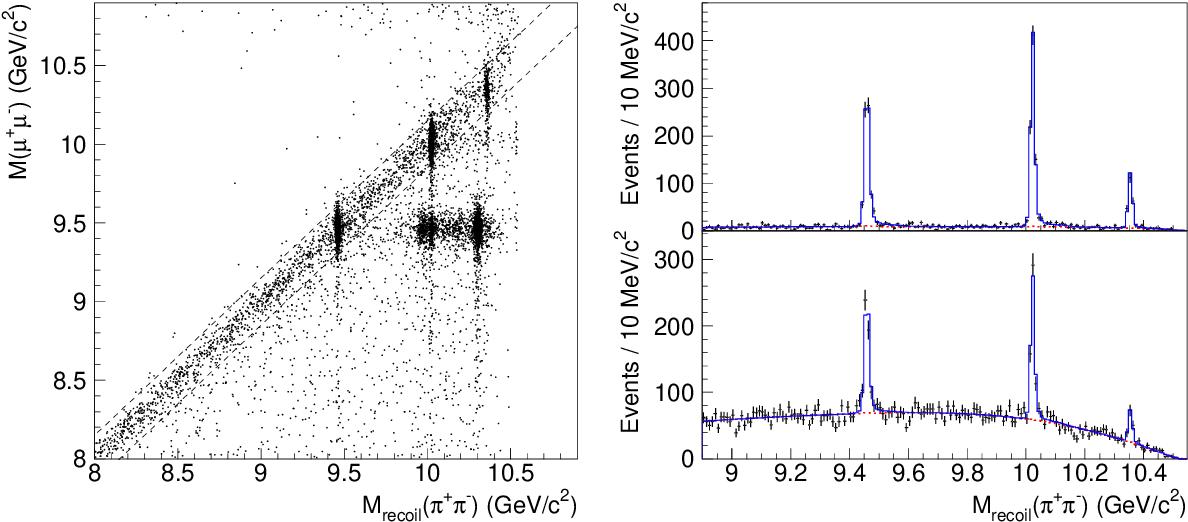 M(μ⁺μ⁻) (GeV/c²)
10.5
10
9.5
9
8.5
8
8 8.5 9 9.5 10 10.5
M_recoil(π⁺π⁻) (GeV/c²)
Events / 10 MeV/c²
400
300
200
100
0
Events / 10 MeV/c²
300
200
100
0
9 9.2 9.4 9.6 9.8 10 10.2 10.4
M_recoil(π⁺π⁻) (GeV/c²)